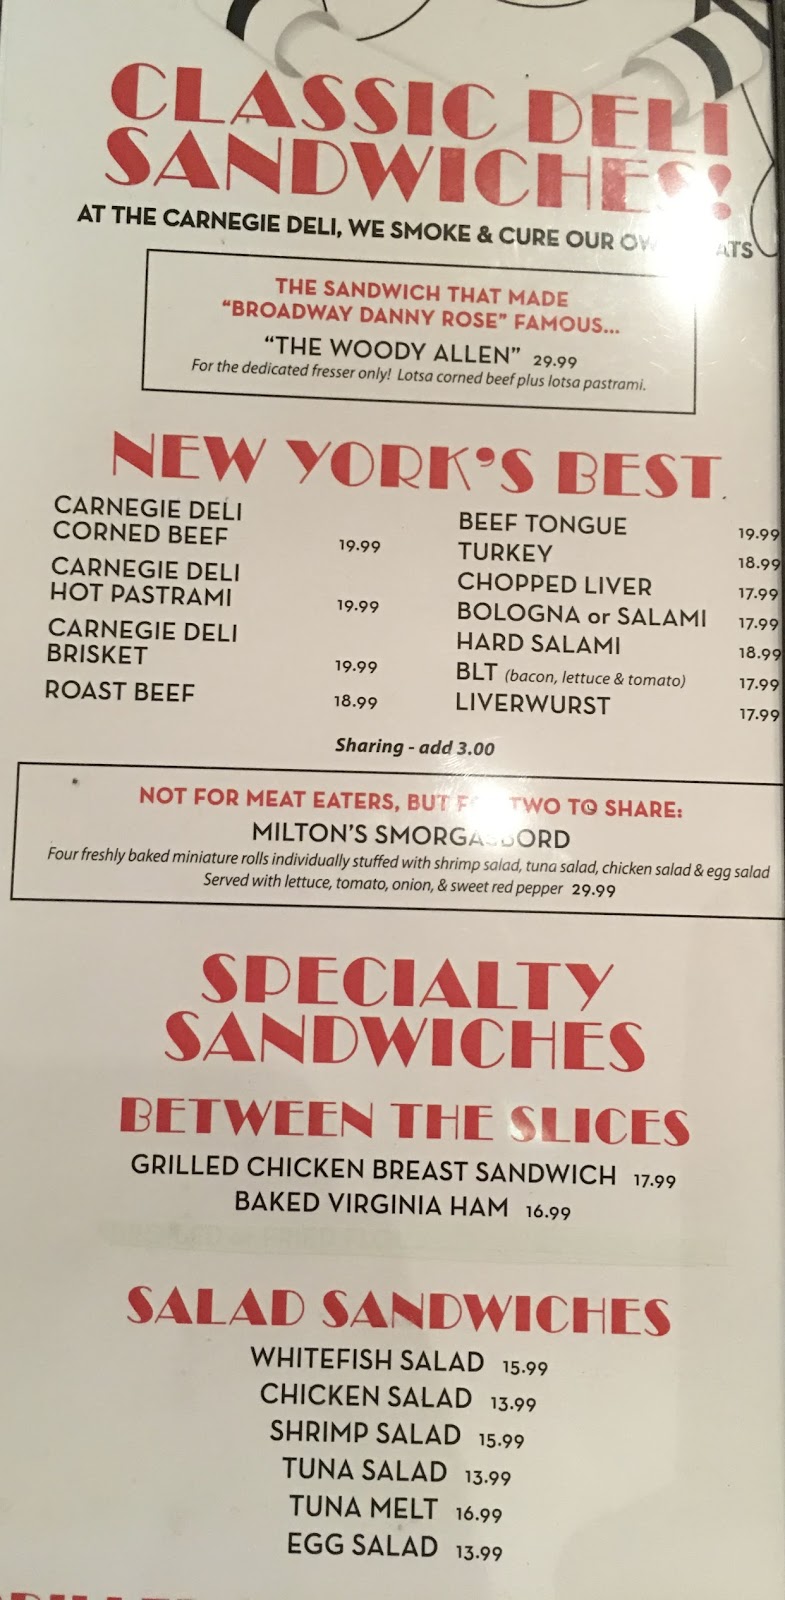 CLASSIC DELI
SANDWICHES!
AT THE CARNEGIE DELI, WE SMOKE & CURE OUR
THE SANDWICH THAT MADE
"BROADWAY DANNY ROSE" FAMOUS...
"THE WOODY ALLEN" 29.99
For the dedicated fresser only! Lotsa corned beef plus lotsa pastrami.
NEW YORK'S BEST
CARNEGIE DELI
CORNED BEEF 19.99
CARNEGIE DELI
HOT PASTRAMI 19.99
CARNEGIE DELI
BRISKET 19.99
ROAST BEEF 18.99
BEEF TONGUE 19.99
TURKEY 18.99
CHOPPED LIVER 17.99
BOLOGNA or SALAMI 17.99
HARD SALAMI 18.99
BLT (bacon, lettuce & tomato) 17.99
LIVERWURST 17.99
Sharing - add 3.00
NOT FOR MEAT EATERS, BUT FOR TWO TO SHARE:
MILTON'S SMORGASBORD
Four freshly baked miniature rolls individually stuffed with shrimp salad, tuna salad, chicken salad & egg salad
Served with lettuce, tomato, onion, & sweet red pepper 29.99
SPECIALTY
SANDWICHES
BETWEEN THE SLICES
GRILLED CHICKEN BREAST SANDWICH 17.99
BAKED VIRGINIA HAM 16.99
SALAD SANDWICHES
WHITEFISH SALAD 15.99
CHICKEN SALAD 13.99
SHRIMP SALAD 15.99
TUNA SALAD 13.99
TUNA MELT 16.99
EGG SALAD 13.99